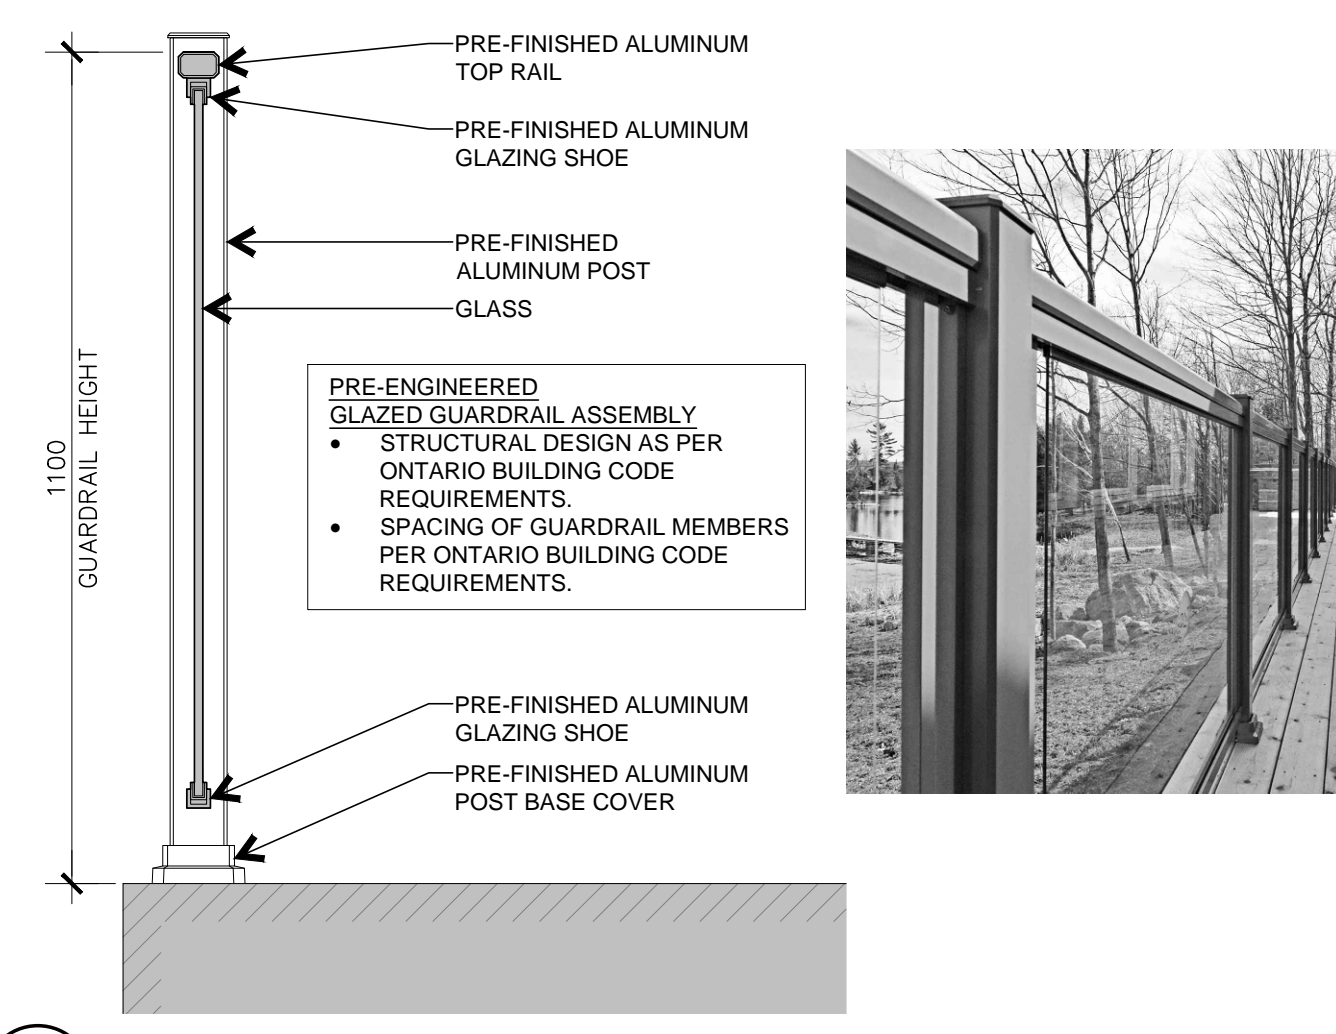 PRE-FINISHED ALUMINUM
TOP RAIL
PRE-FINISHED ALUMINUM
GLAZING SHOE
PRE-FINISHED
ALUMINUM POST
GLASS
1100
GUARDRAIL HEIGHT
PRE-ENGINEERED
GLAZED GUARDRAIL ASSEMBLY
• STRUCTURAL DESIGN AS PER
ONTARIO BUILDING CODE
REQUIREMENTS.
• SPACING OF GUARDRAIL MEMBERS
PER ONTARIO BUILDING CODE
REQUIREMENTS.
PRE-FINISHED ALUMINUM
GLAZING SHOE
PRE-FINISHED ALUMINUM
POST BASE COVER